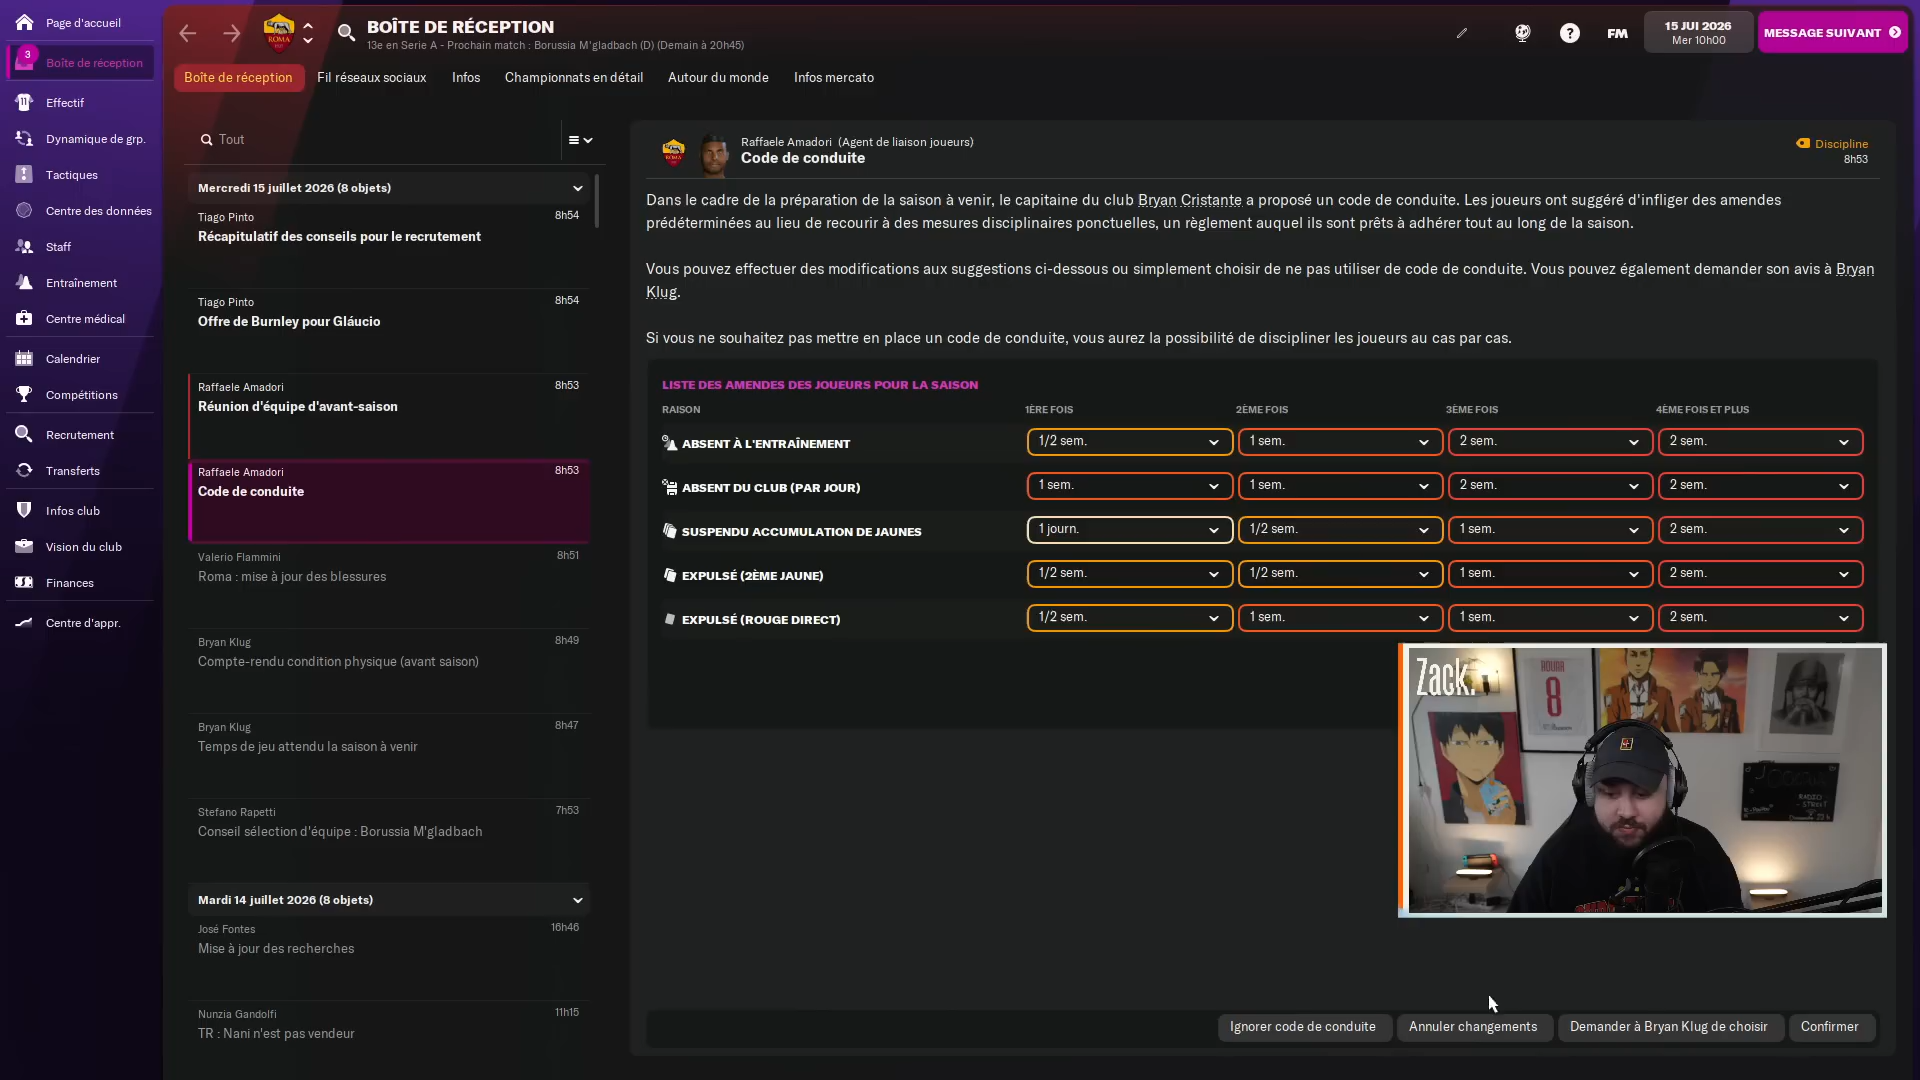 Page d'accueil
3
Boîte de réception
Effectif
Dynamique de grp.
Tactiques
Centre des données
Staff
Entraînement
Centre médical
Calendrier
Compétitions
Recrutement
Transferts
Infos club
Vision du club
Finances
Centre d'appr.
ROMA
BOÎTE DE RÉCEPTION
13e en Serie A - Prochain match : Borussia M'gladbach (D) (Demain à 20h45)
FM
15 JUI 2026
Mer 10h00
MESSAGE SUIVANT
Boîte de réception
Fil réseaux sociaux
Infos
Championnats en détail
Autour du monde
Infos mercato
Tout
Mercredi 15 juillet 2026 (8 objets)
Tiago Pinto 8h54
Récapitulatif des conseils pour le recrutement
Tiago Pinto 8h54
Offre de Burnley pour Gláucio
Raffaele Amadori 8h53
Réunion d'équipe d'avant-saison
Raffaele Amadori 8h53
Code de conduite
Valerio Flammini 8h51
Roma : mise à jour des blessures
Bryan Klug 8h49
Compte-rendu condition physique (avant saison)
Bryan Klug 8h47
Temps de jeu attendu la saison à venir
Stefano Rapetti 7h53
Conseil sélection d'équipe : Borussia M'gladbach
Mardi 14 juillet 2026 (8 objets)
José Fontes 16h46
Mise à jour des recherches
Nunzia Gandolfi 11h15
TR : Nani n'est pas vendeur
Raffaele Amadori (Agent de liaison joueurs)
Code de conduite
Discipline
8h53
Dans le cadre de la préparation de la saison à venir, le capitaine du club Bryan Cristante a proposé un code de conduite. Les joueurs ont suggéré d'infliger des amendes
prédéterminées au lieu de recourir à des mesures disciplinaires ponctuelles, un règlement auquel ils sont prêts à adhérer tout au long de la saison.
Vous pouvez effectuer des modifications aux suggestions ci-dessous ou simplement choisir de ne pas utiliser de code de conduite. Vous pouvez également demander son avis à Bryan
Klug.
Si vous ne souhaitez pas mettre en place un code de conduite, vous aurez la possibilité de discipliner les joueurs au cas par cas.
LISTE DES AMENDES DES JOUEURS POUR LA SAISON
RAISON 1ÈRE FOIS 2ÈME FOIS 3ÈME FOIS 4ÈME FOIS ET PLUS
ABSENT À L'ENTRAÎNEMENT 1/2 sem. 1 sem. 2 sem. 2 sem.
ABSENT DU CLUB (PAR JOUR) 1 sem. 1 sem. 2 sem. 2 sem.
SUSPENDU ACCUMULATION DE JAUNES 1 journ. 1/2 sem. 1 sem. 2 sem.
EXPULSÉ (2ÈME JAUNE) 1/2 sem. 1/2 sem. 1 sem. 2 sem.
EXPULSÉ (ROUGE DIRECT) 1/2 sem. 1 sem. 1 sem. 2 sem.
Zack.
AOUAR
8
RADIO
STREET
Ignorer code de conduite
Annuler changements
Demander à Bryan Klug de choisir
Confirmer